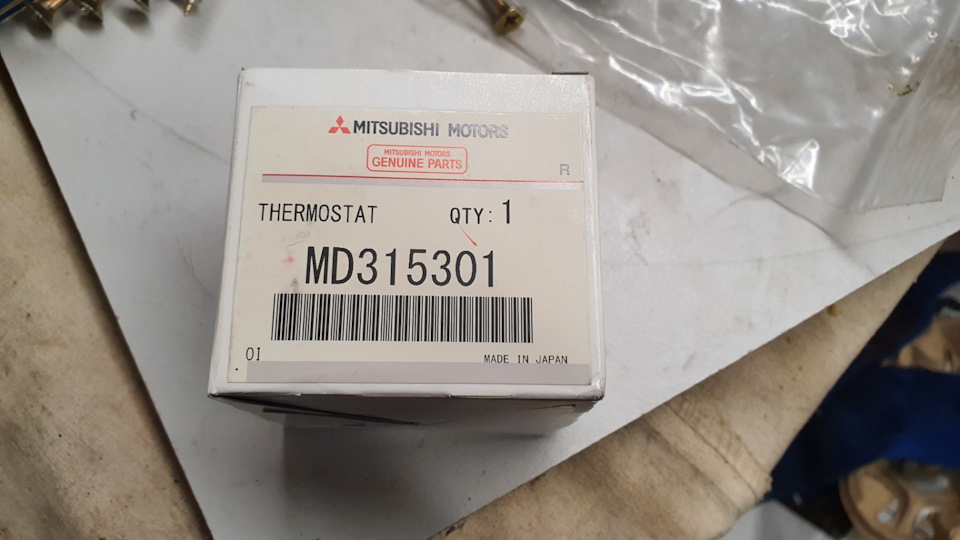 MITSUBISHI MOTORS
MITSUBISHI MOTORS
GENUINE PARTS
R
THERMOSTAT QTY: 1
MD315301
OI
MADE IN JAPAN